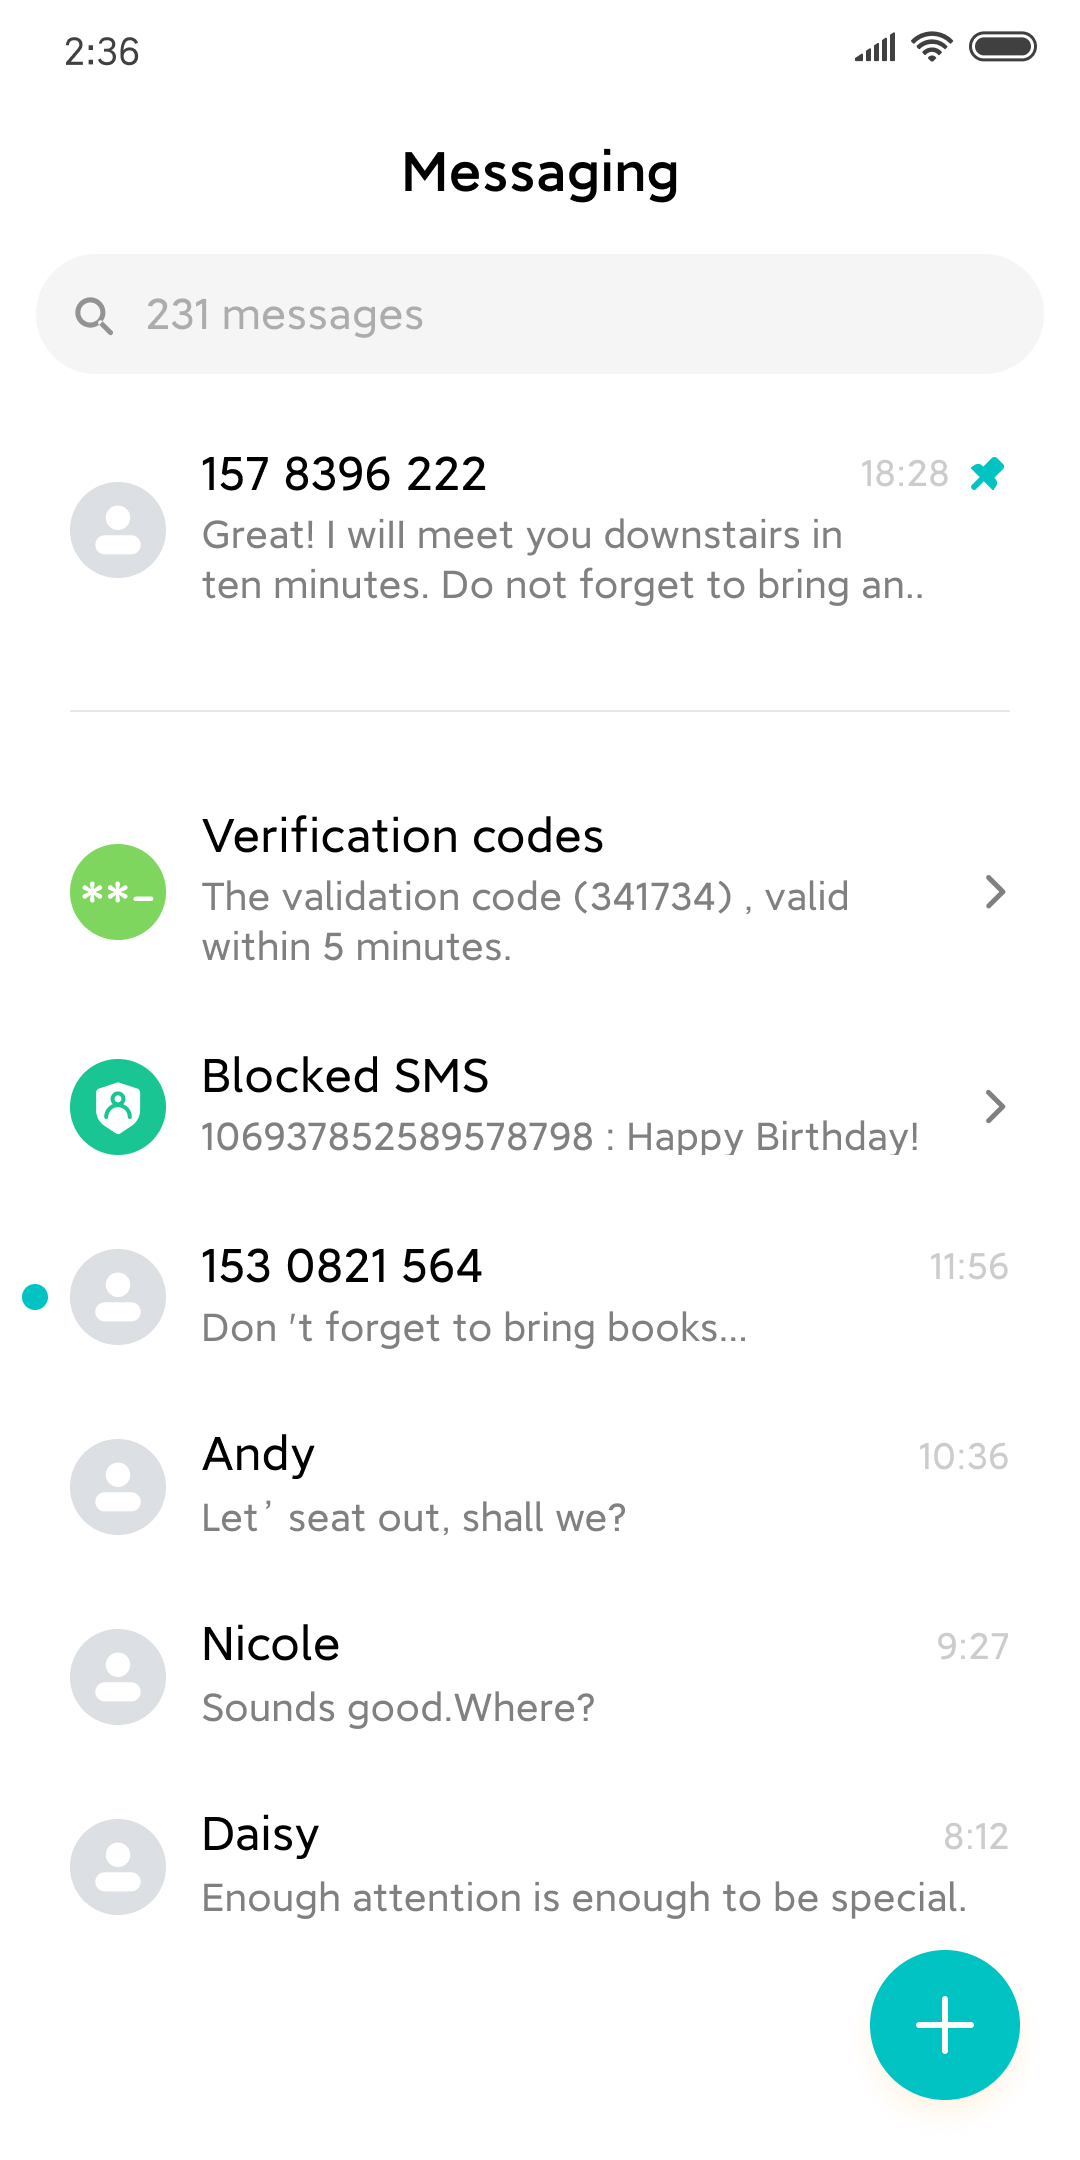 2:36
Messaging
231 messages
157 8396 222
18:28
Great! I will meet you downstairs in
ten minutes. Do not forget to bring an..
Verification codes
**_
The validation code (341734) , valid
within 5 minutes.
Blocked SMS
106937852589578798 : Happy Birthday!
153 0821 564
11:56
Don 't forget to bring books...
Andy
10:36
Let’ seat out, shall we?
Nicole
9:27
Sounds good.Where?
Daisy
8:12
Enough attention is enough to be special.